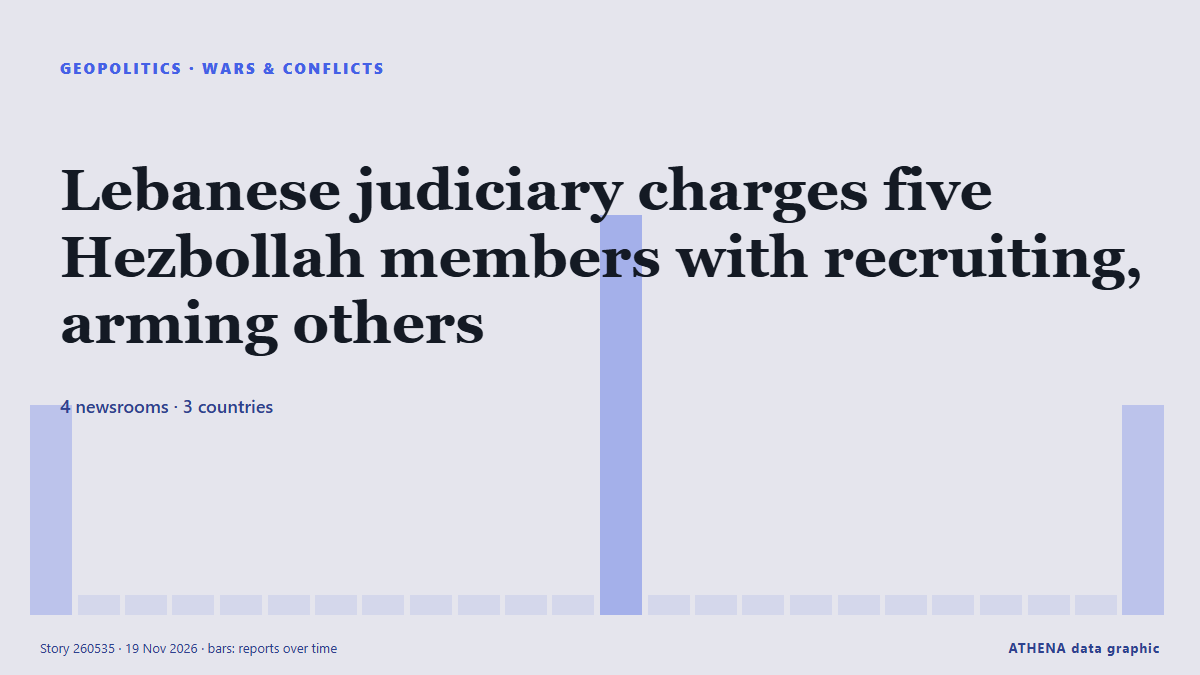 GEOPOLITICS · WARS & CONFLICTS
Lebanese judiciary charges five
Hezbollah members with recruiting,
arming others
4 newsrooms · 3 countries
Story 260535 · 19 Nov 2026 · bars: reports over time
ATHENA data graphic